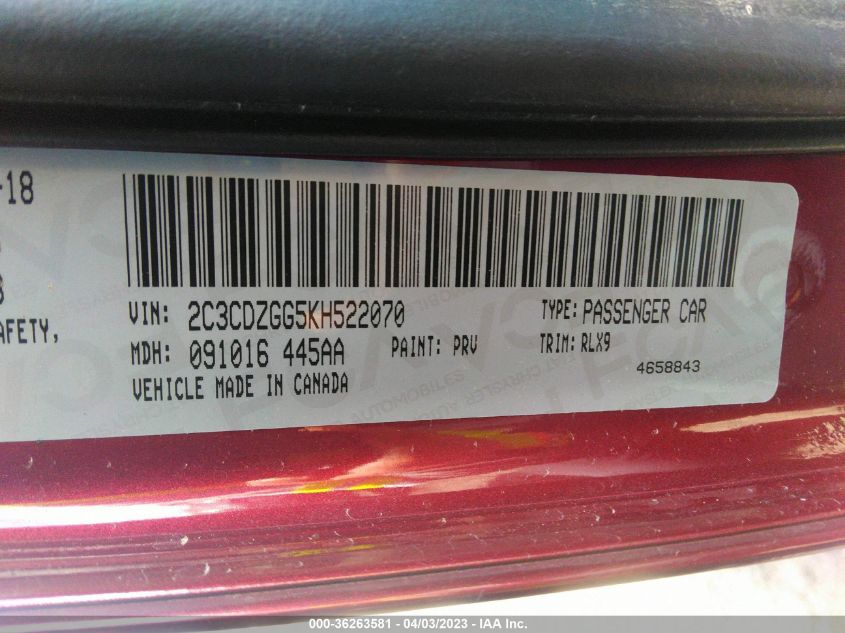 -18
AFETY,
VIN: 2C3CDZGG5KH522070 TYPE: PASSENGER CAR
MDH: 091016 445AA PAINT: PRV TRIM: RLX9
VEHICLE MADE IN CANADA 4658843
000-36263581 - 04/03/2023 - IAA Inc.